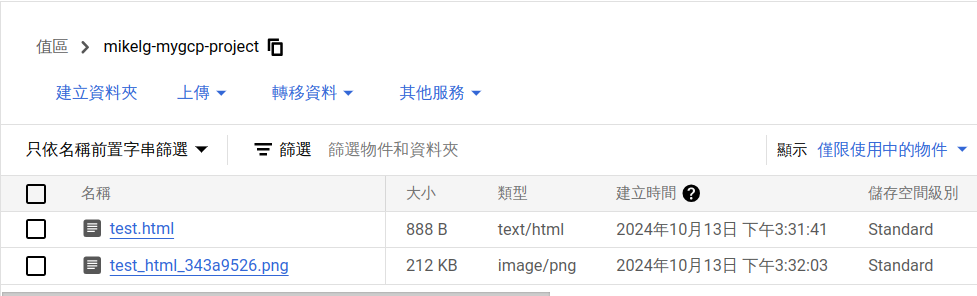 值區 mikelg-mygcp-project
建立資料夾 上傳 轉移資料 其他服務
只依名稱前置字串篩選 篩選 篩選物件和資料夾 顯示 僅限使用中的物件
名稱 大小 類型 建立時間 ? 儲存空間級別
test.html 888 B text/html 2024年10月13日 下午3:31:41 Standard
test_html_343a9526.png 212 KB image/png 2024年10月13日 下午3:32:03 Standard